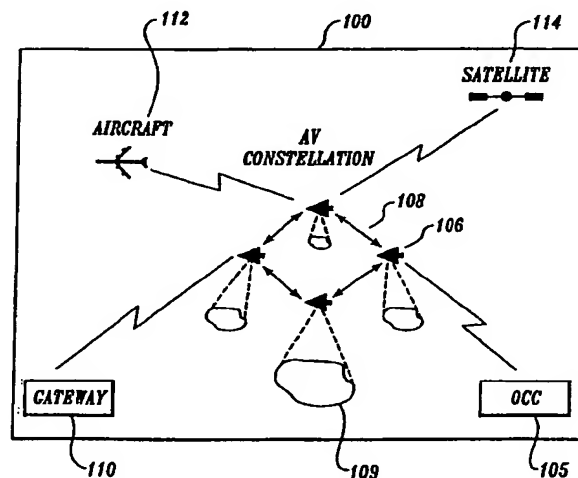 112
100
114
SATELLITE
AIRCRAFT
AV
CONSTELLATION
108
106
GATEWAY
OCC
110
109
105